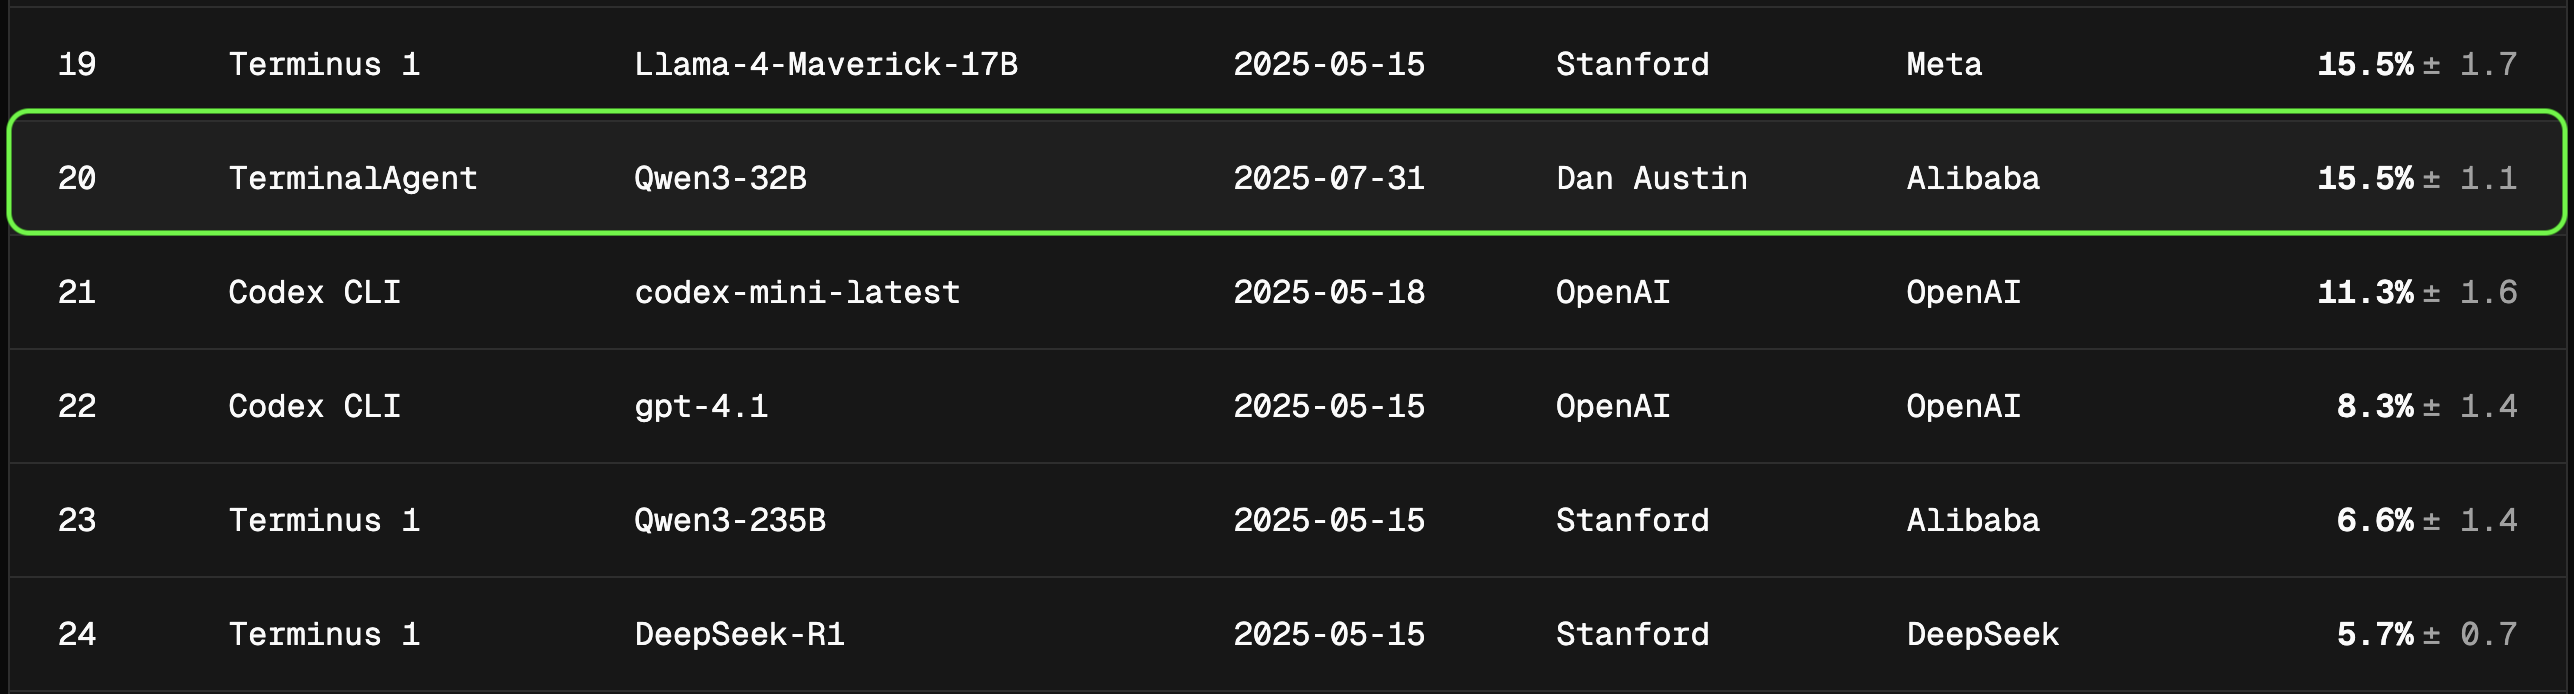 19 Terminus 1 Llama-4-Maverick-17B 2025-05-15 Stanford Meta 15.5% ± 1.7
20 TerminalAgent Qwen3-32B 2025-07-31 Dan Austin Alibaba 15.5% ± 1.1
21 Codex CLI codex-mini-latest 2025-05-18 OpenAI OpenAI 11.3% ± 1.6
22 Codex CLI gpt-4.1 2025-05-15 OpenAI OpenAI 8.3% ± 1.4
23 Terminus 1 Qwen3-235B 2025-05-15 Stanford Alibaba 6.6% ± 1.4
24 Terminus 1 DeepSeek-R1 2025-05-15 Stanford DeepSeek 5.7% ± 0.7